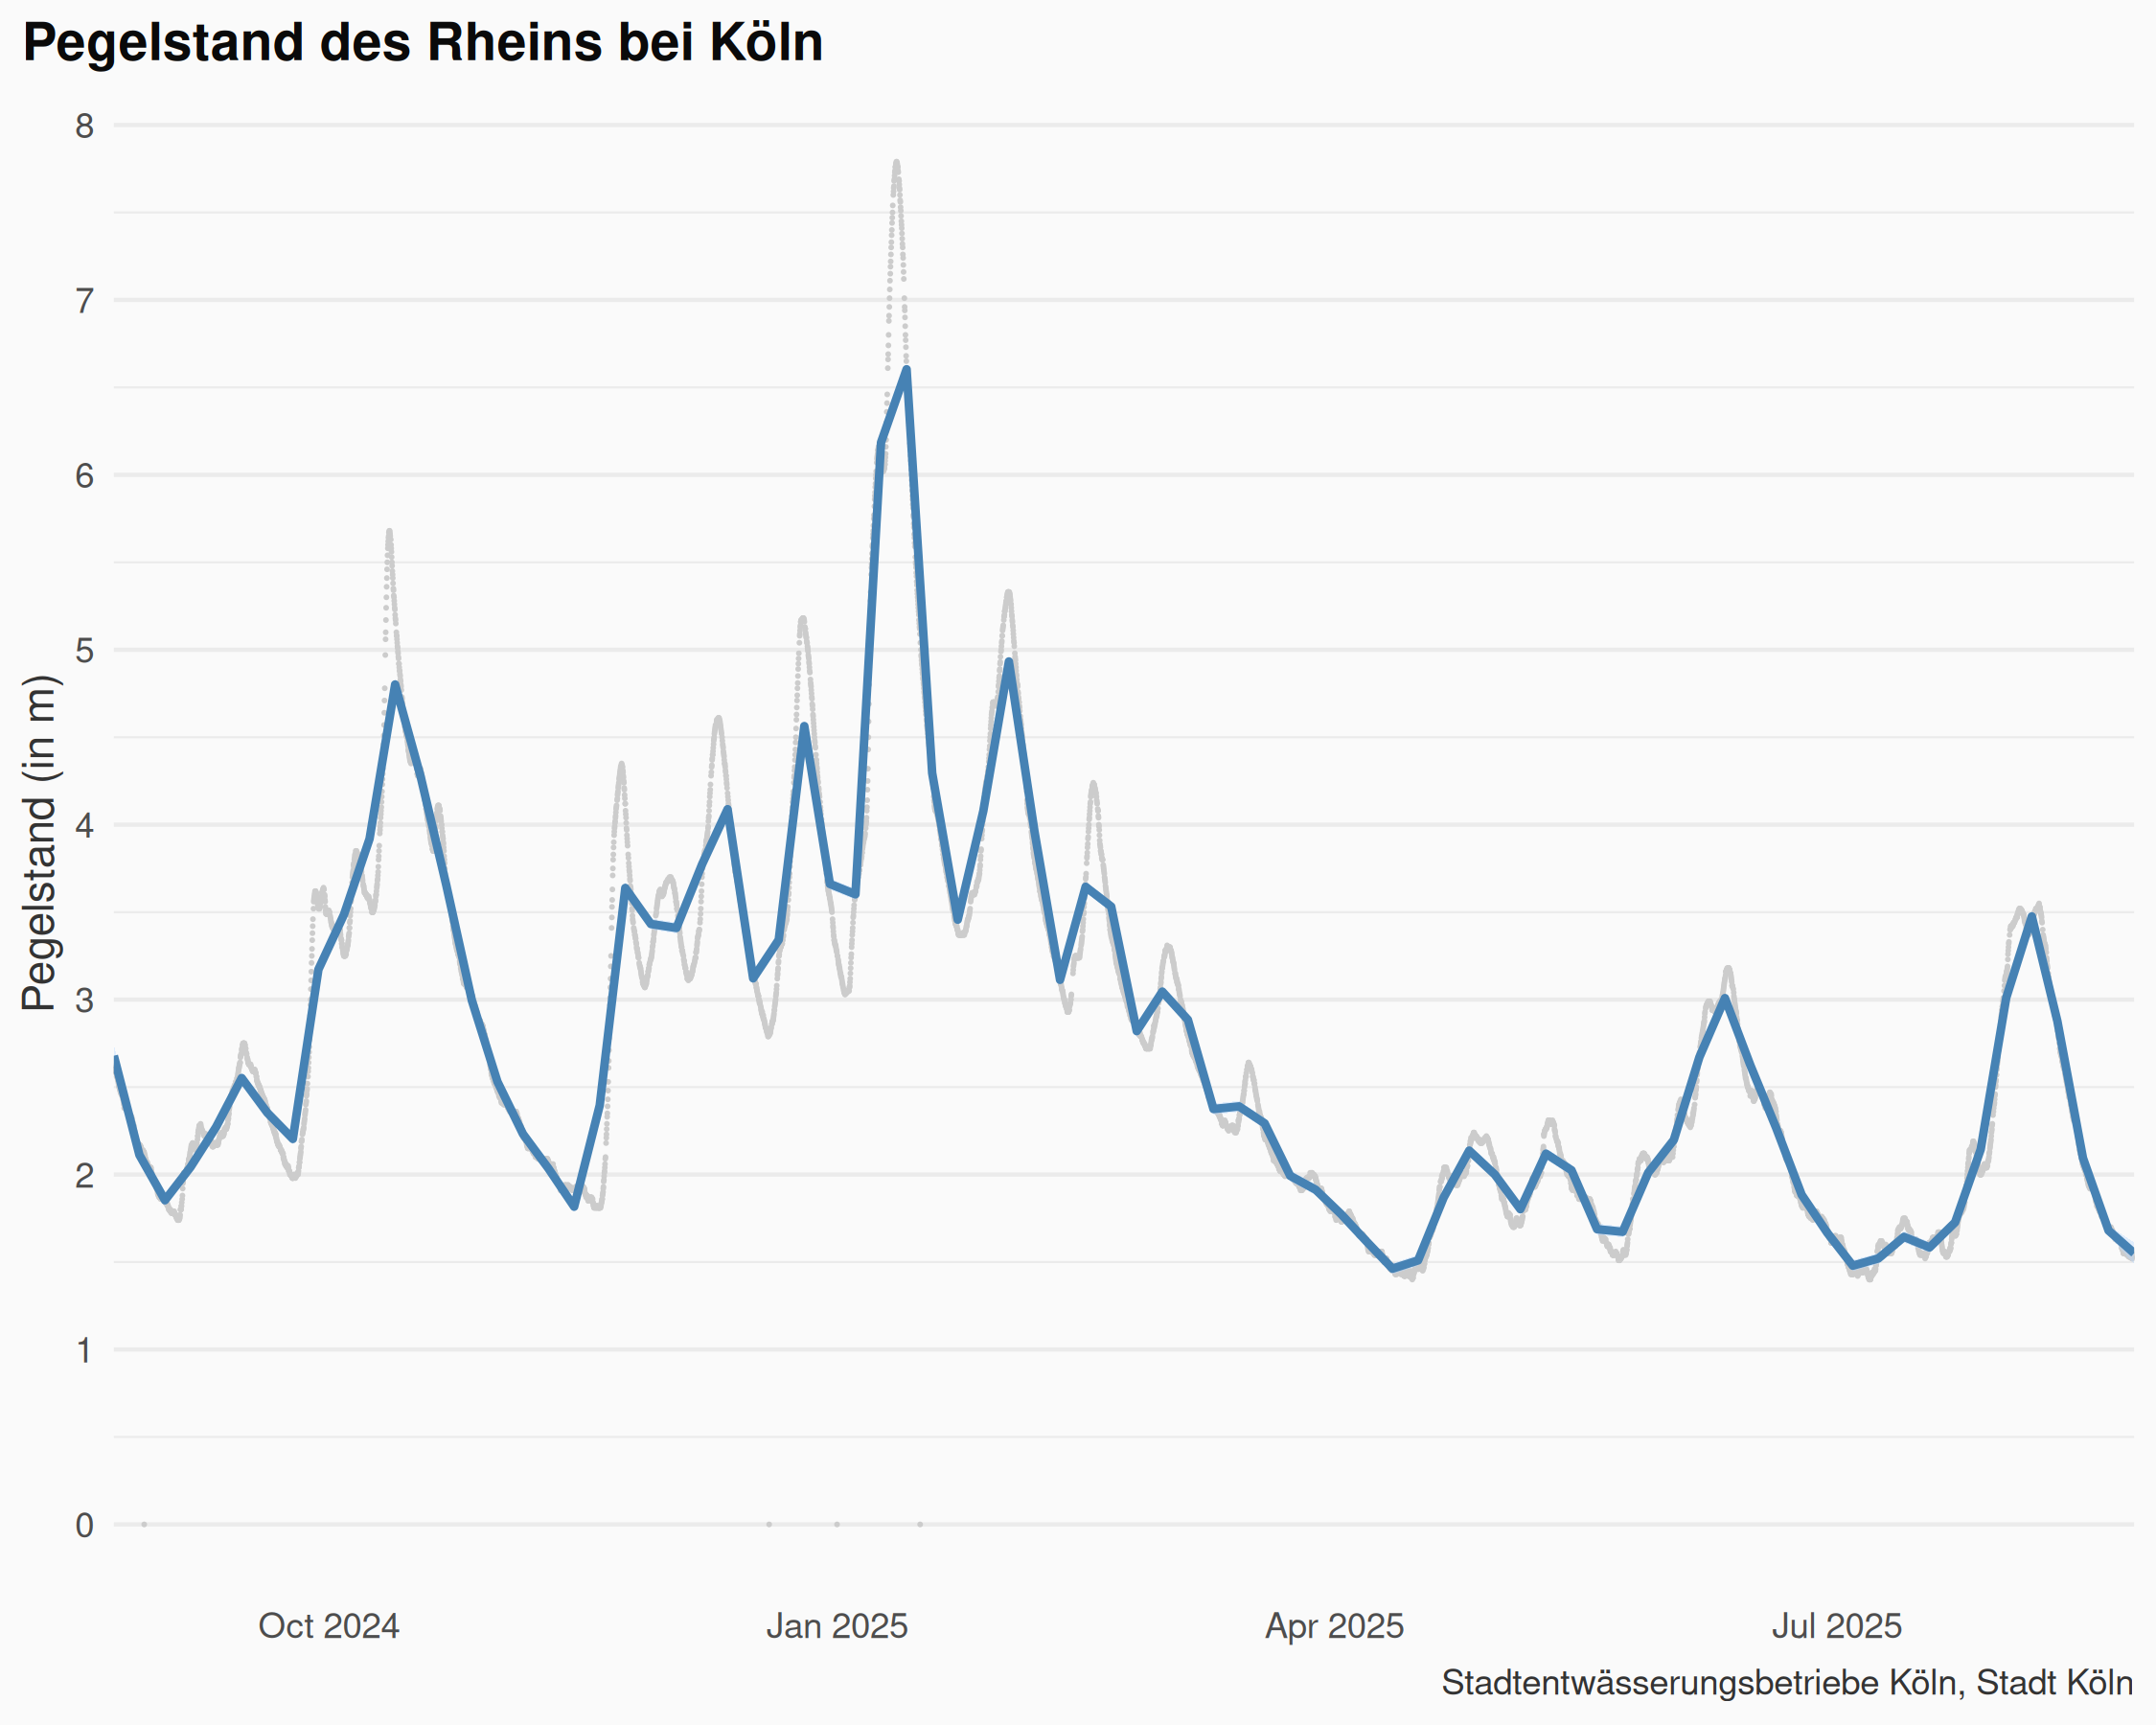 Pegelstand des Rheins bei Köln
Pegelstand (in m)
8
7
6
5
4
3
2
1
0
Oct 2024
Jan 2025
Apr 2025
Jul 2025
Stadtentwässerungsbetriebe Köln, Stadt Köln